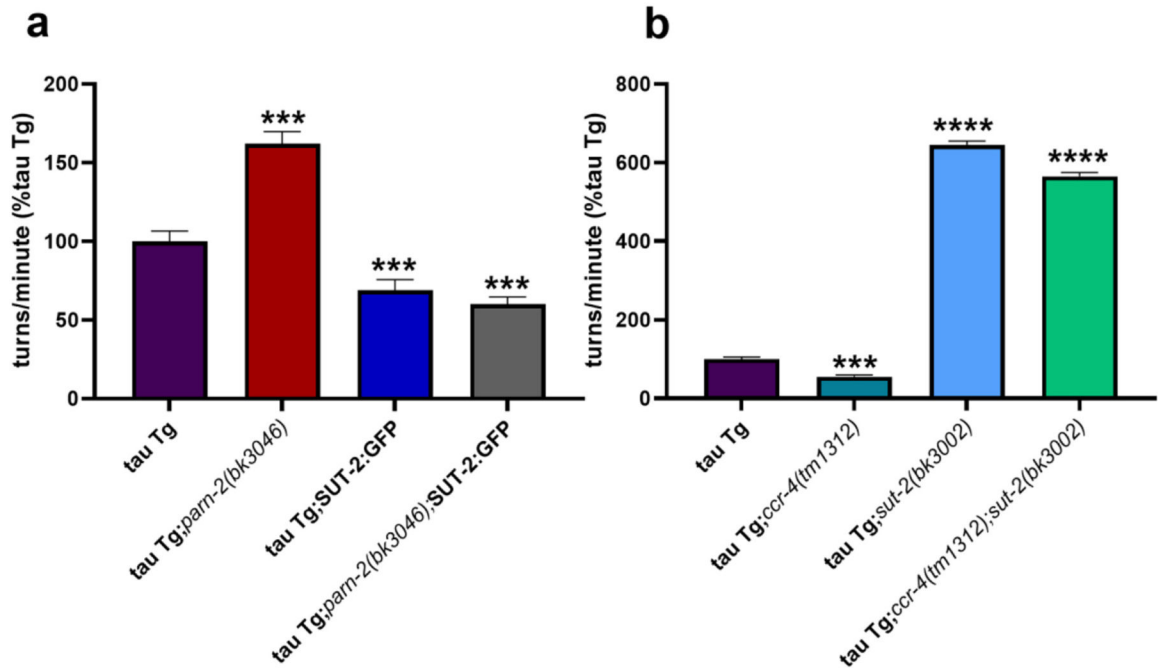 a
turns/minute (%tau Tg)
200
150
100
50
0
***
***
***
tau Tg
tau Tg;parn-2(bk3046)
tau Tg;SUT-2:GFP
tau Tg;parn-2(bk3046);SUT-2:GFP
b
turns/minute (%tau Tg)
800
600
400
200
0
***
****
****
tau Tg
tau Tg;ccr-4(tm1312)
tau Tg;sut-2(bk3002)
tau Tg;ccr-4(tm1312);sut-2(bk3002)